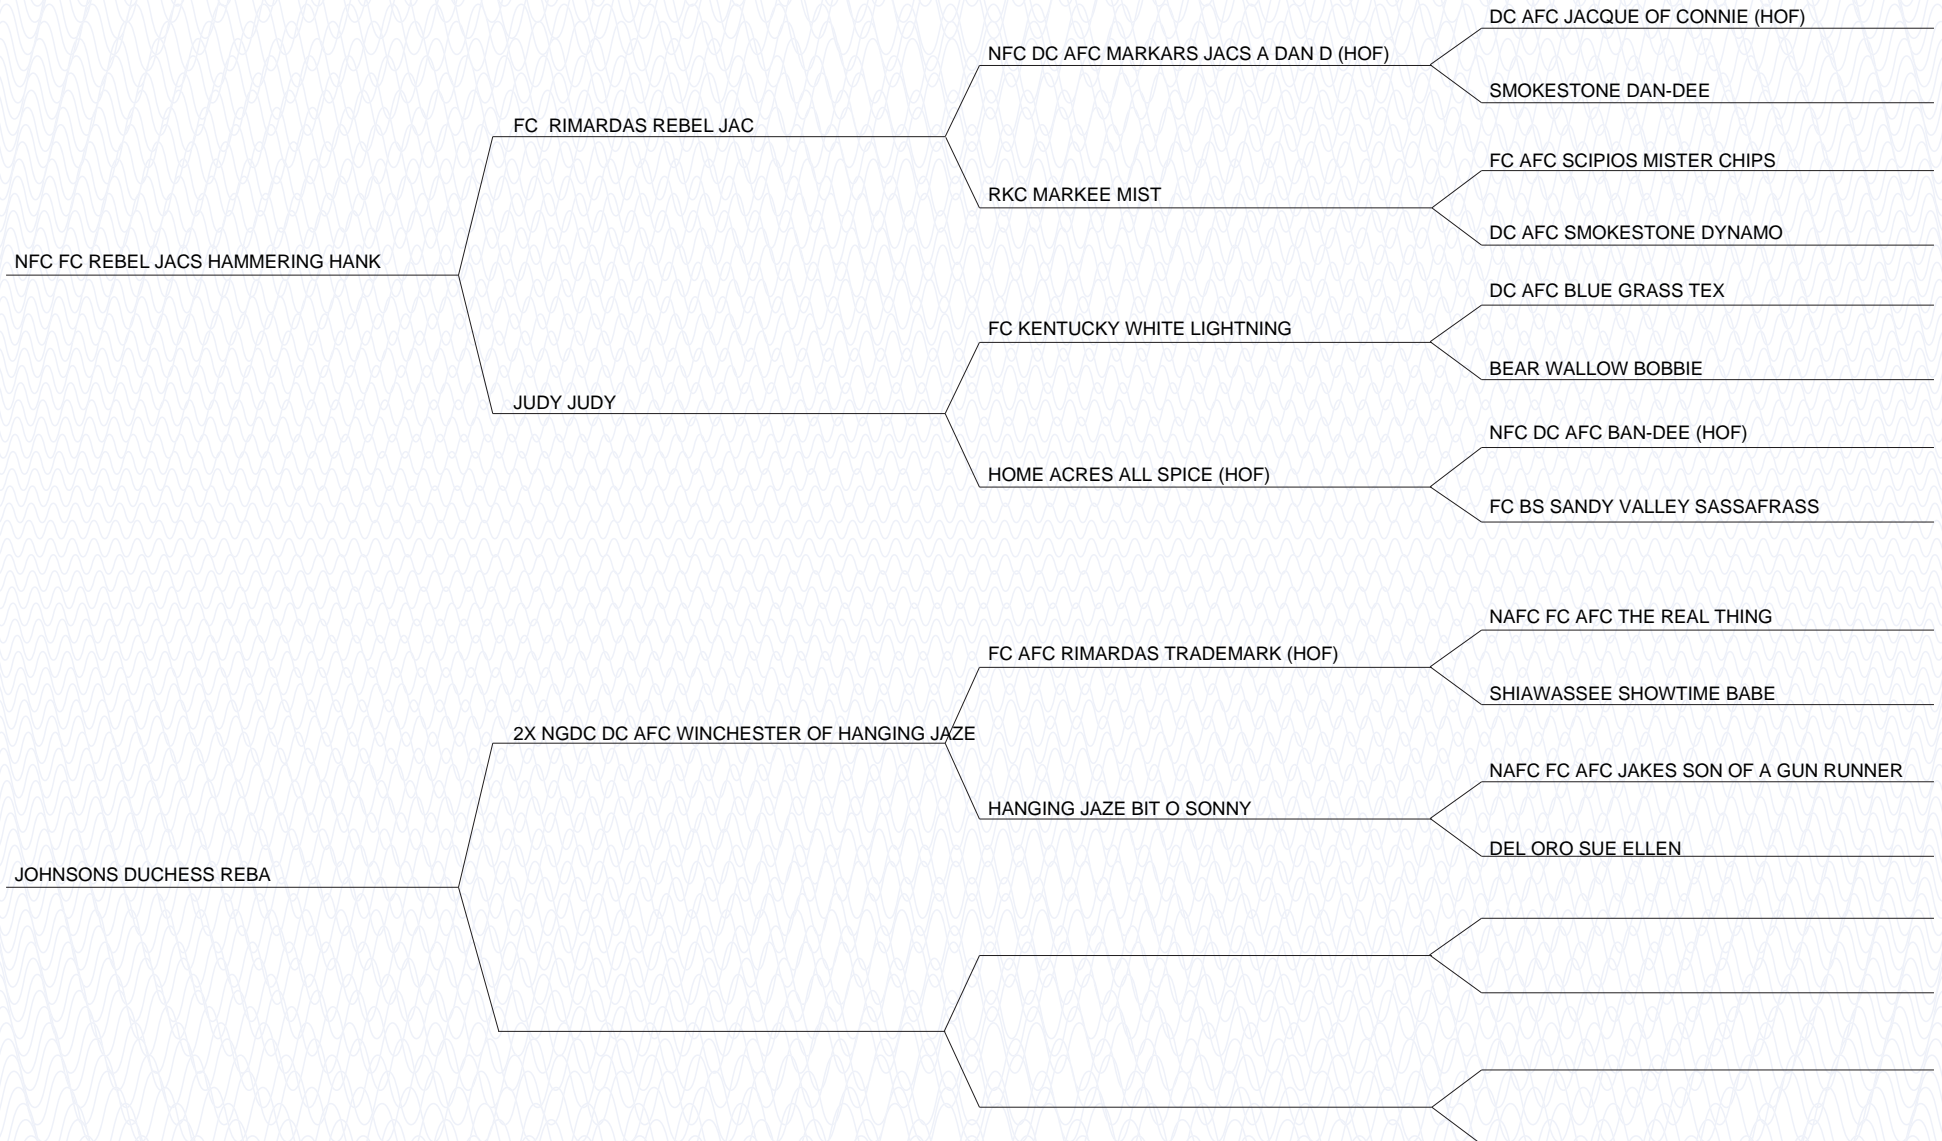 DC AFC JACQUE OF CONNIE (HOF)
NFC DC AFC MARKARS JACS A DAN D (HOF)
SMOKESTONE DAN-DEE
FC RIMARDAS REBEL JAC
FC AFC SCIPIOS MISTER CHIPS
RKC MARKEE MIST
DC AFC SMOKESTONE DYNAMO
NFC FC REBEL JACS HAMMERING HANK
DC AFC BLUE GRASS TEX
FC KENTUCKY WHITE LIGHTNING
BEAR WALLOW BOBBIE
JUDY JUDY
NFC DC AFC BAN-DEE (HOF)
HOME ACRES ALL SPICE (HOF)
FC BS SANDY VALLEY SASSAFRASS
NAFC FC AFC THE REAL THING
FC AFC RIMARDAS TRADEMARK (HOF)
SHIAWASSEE SHOWTIME BABE
2X NGDC DC AFC WINCHESTER OF HANGING JAZE
NAFC FC AFC JAKES SON OF A GUN RUNNER
HANGING JAZE BIT O SONNY
DEL ORO SUE ELLEN
JOHNSONS DUCHESS REBA